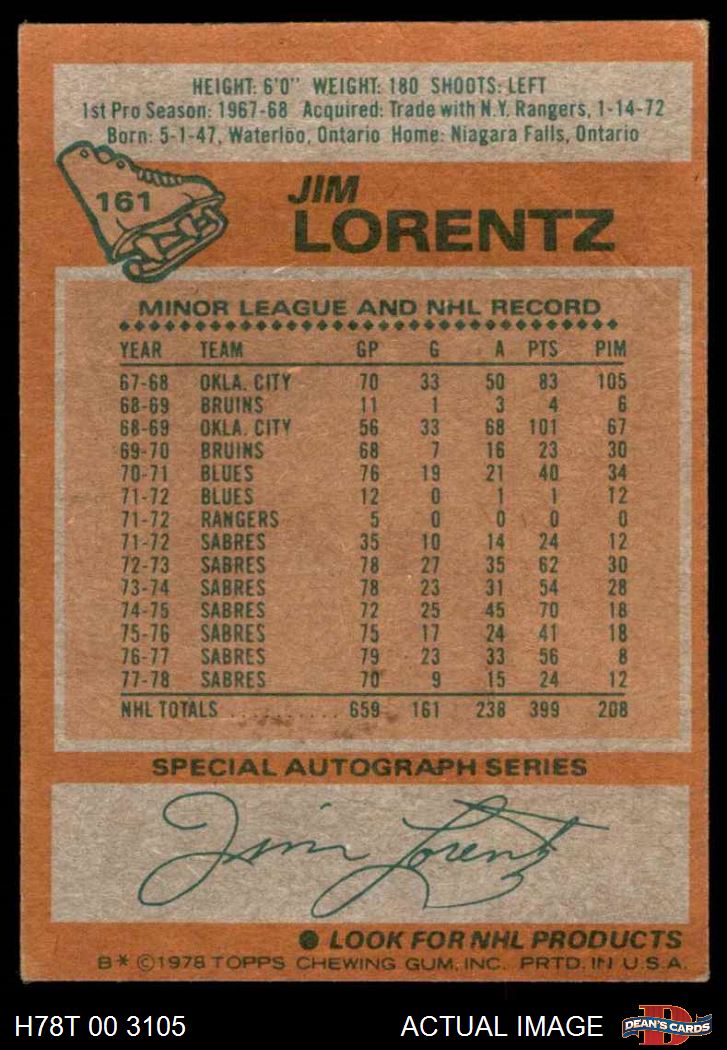 HEIGHT: 6'0" WEIGHT: 180 SHOOTS: LEFT
1st Pro Season: 1967-68 Acquired: Trade with N.Y. Rangers, 1-14-72
Born: 5-1-47, Waterloo, Ontario Home: Niagara Falls, Ontario
161
JIM
LORENTZ
MINOR LEAGUE AND NHL RECORD
YEAR TEAM GP G A PTS PIM
67-68 OKLA. CITY 70 33 50 83 105
68-69 BRUINS 11 1 3 4 6
68-69 OKLA. CITY 56 33 68 101 67
69-70 BRUINS 68 7 16 23 30
70-71 BLUES 76 19 21 40 34
71-72 BLUES 12 0 1 1 12
71-72 RANGERS 5 0 0 0 0
71-72 SABRES 35 10 14 24 12
72-73 SABRES 78 27 35 62 30
73-74 SABRES 78 23 31 54 28
74-75 SABRES 72 25 45 70 18
75-76 SABRES 75 17 24 41 18
76-77 SABRES 79 23 33 56 8
77-78 SABRES 70 9 15 24 12
NHL TOTALS ............ 659 161 238 399 208
SPECIAL AUTOGRAPH SERIES
Jim Lorentz
● LOOK FOR NHL PRODUCTS
B* ©1978 TOPPS CHEWING GUM, INC. PRTD. IN U.S.A.
H78T 00 3105 ACTUAL IMAGE
D
DEAN'S CARDS